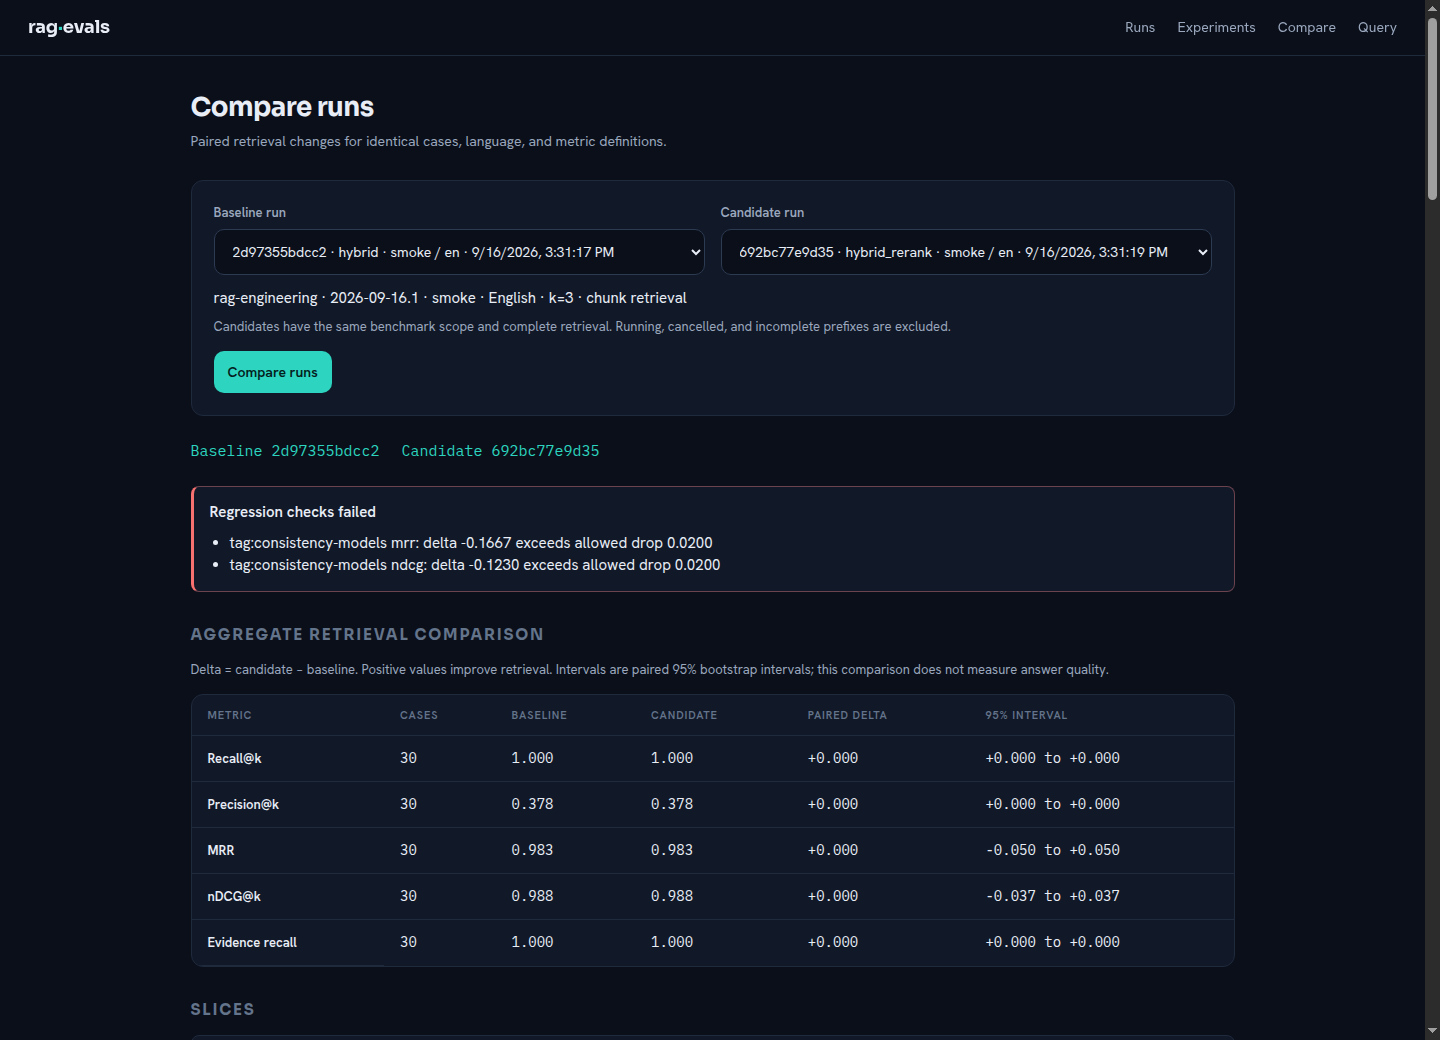 rag·evals
Runs Experiments Compare Query
Compare runs
Paired retrieval changes for identical cases, language, and metric definitions.
Baseline run Candidate run
2d97355bdcc2 · hybrid · smoke / en · 9/16/2026, 3:31:17 PM 692bc77e9d35 · hybrid_rerank · smoke / en · 9/16/2026, 3:31:19 PM
rag-engineering · 2026-09-16.1 · smoke · English · k=3 · chunk retrieval
Candidates have the same benchmark scope and complete retrieval. Running, cancelled, and incomplete prefixes are excluded.
Compare runs
Baseline 2d97355bdcc2 Candidate 692bc77e9d35
Regression checks failed
• tag:consistency-models mrr: delta -0.1667 exceeds allowed drop 0.0200
• tag:consistency-models ndcg: delta -0.1230 exceeds allowed drop 0.0200
AGGREGATE RETRIEVAL COMPARISON
Delta = candidate − baseline. Positive values improve retrieval. Intervals are paired 95% bootstrap intervals; this comparison does not measure answer quality.
METRIC CASES BASELINE CANDIDATE PAIRED DELTA 95% INTERVAL
Recall@k 30 1.000 1.000 +0.000 +0.000 to +0.000
Precision@k 30 0.378 0.378 +0.000 +0.000 to +0.000
MRR 30 0.983 0.983 +0.000 -0.050 to +0.050
nDCG@k 30 0.988 0.988 +0.000 -0.037 to +0.037
Evidence recall 30 1.000 1.000 +0.000 +0.000 to +0.000
SLICES